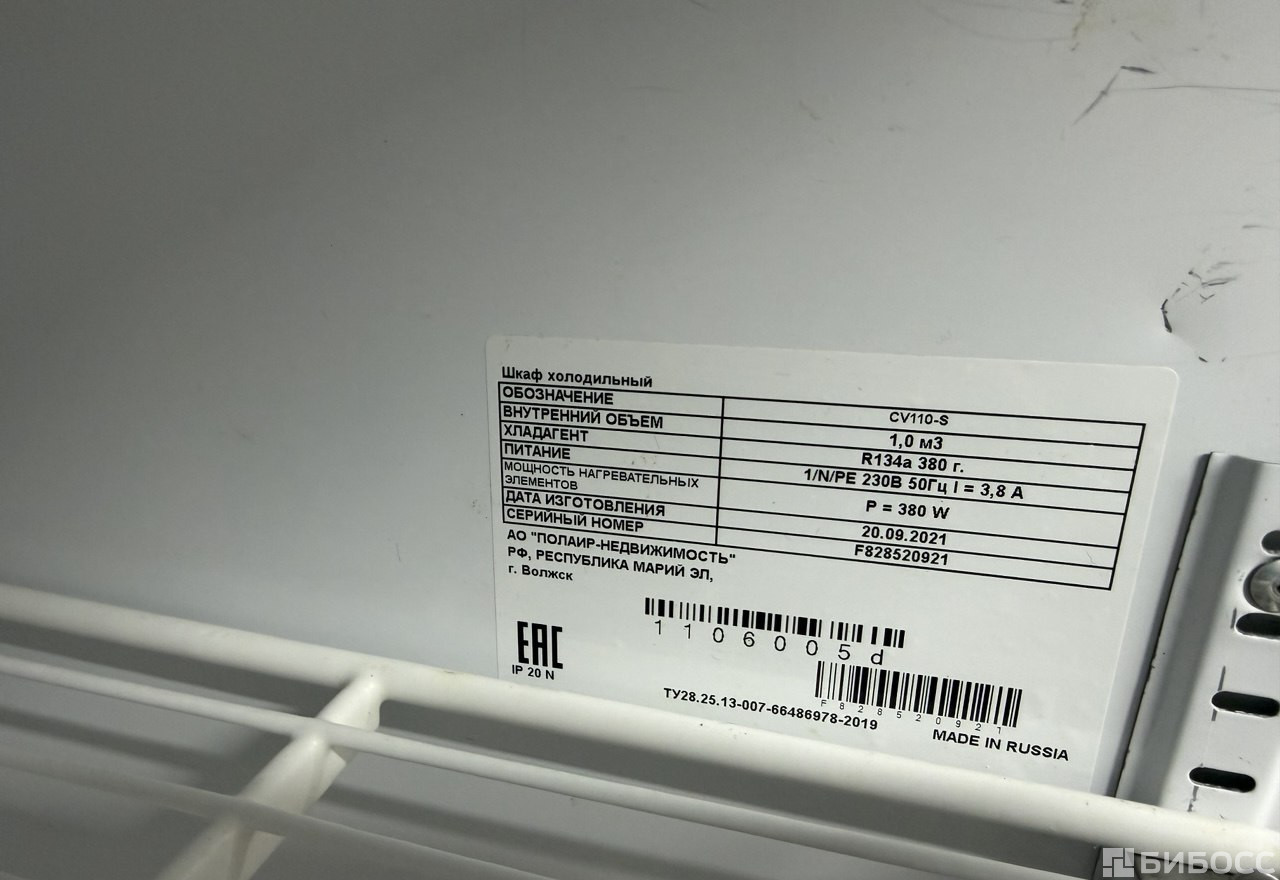 Шкаф холодильный
ОБОЗНАЧЕНИЕ CV110-S
ВНУТРЕННИЙ ОБЪЕМ 1,0 м3
ХЛАДАГЕНТ R134a 380 г.
ПИТАНИЕ 1/N/PE 230В 50Гц I = 3,8 А
МОЩНОСТЬ НАГРЕВАТЕЛЬНЫХ
ЭЛЕМЕНТОВ P = 380 W
ДАТА ИЗГОТОВЛЕНИЯ 20.09.2021
СЕРИЙНЫЙ НОМЕР F828520921
АО "ПОЛАИР-НЕДВИЖИМОСТЬ"
РФ, РЕСПУБЛИКА МАРИЙ ЭЛ,
г. Волжск
1106005d
EAC
IP 20 N
F828520921
ТУ28.25.13-007-66486978-2019
MADE IN RUSSIA
БИБОСС